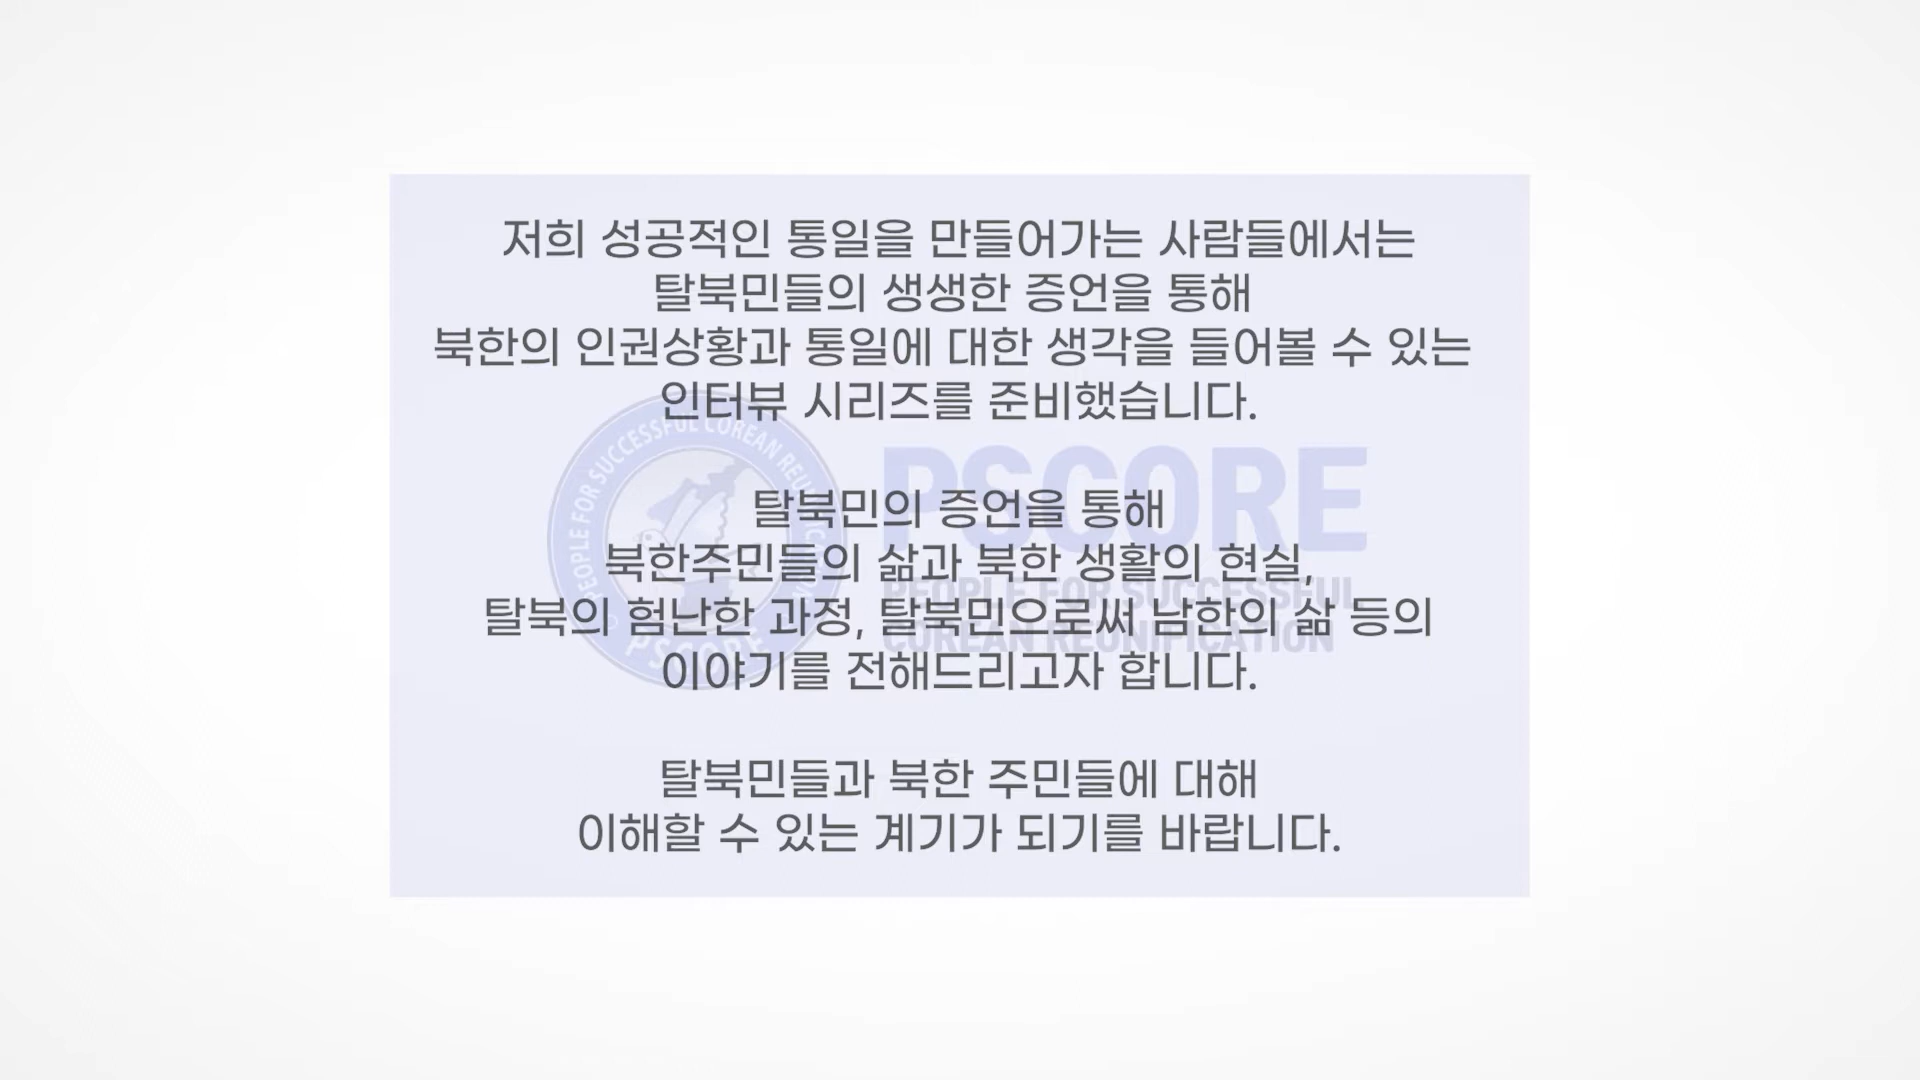 저희 성공적인 통일을 만들어가는 사람들에서는
탈북민들의 생생한 증언을 통해
북한의 인권상황과 통일에 대한 생각을 들어볼 수 있는
인터뷰 시리즈를 준비했습니다.
탈북민의 증언을 통해
북한주민들의 삶과 북한 생활의 현실,
탈북의 험난한 과정, 탈북민으로써 남한의 삶 등의
이야기를 전해드리고자 합니다.
탈북민들과 북한 주민들에 대해
이해할 수 있는 계기가 되기를 바랍니다.
PEOPLE FOR SUCCESSFUL COREAN REUNIFICATION
PSCORE
PSCORE
PEOPLE FOR SUCCESSFUL
COREAN REUNIFICATION